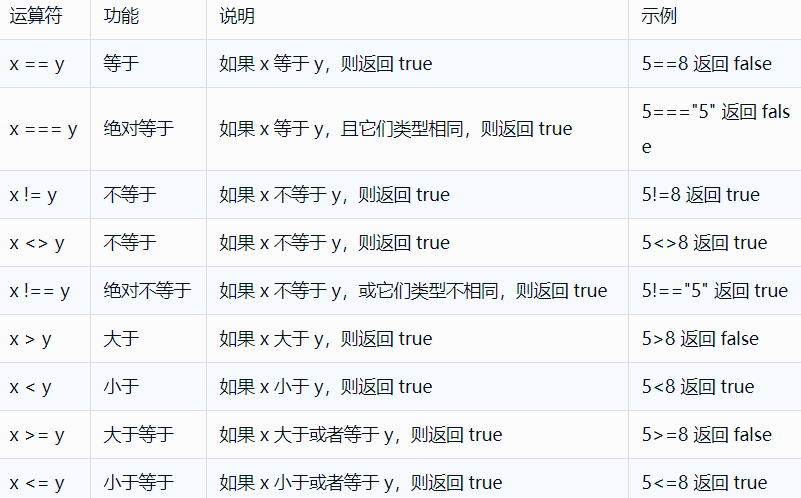 运算符 功能 说明 示例
x == y 等于 如果 x 等于 y，则返回 true 5==8 返回 false
x === y 绝对等于 如果 x 等于 y，且它们类型相同，则返回 true 5==="5" 返回 fals
e
x != y 不等于 如果 x 不等于 y，则返回 true 5!=8 返回 true
x <> y 不等于 如果 x 不等于 y，则返回 true 5<>8 返回 true
x !== y 绝对不等于 如果 x 不等于 y，或它们类型不相同，则返回 true 5!=="5" 返回 true
x > y 大于 如果 x 大于 y，则返回 true 5>8 返回 false
x < y 小于 如果 x 小于 y，则返回 true 5<8 返回 true
x >= y 大于等于 如果 x 大于或者等于 y，则返回 true 5>=8 返回 false
x <= y 小于等于 如果 x 小于或者等于 y，则返回 true 5<=8 返回 true